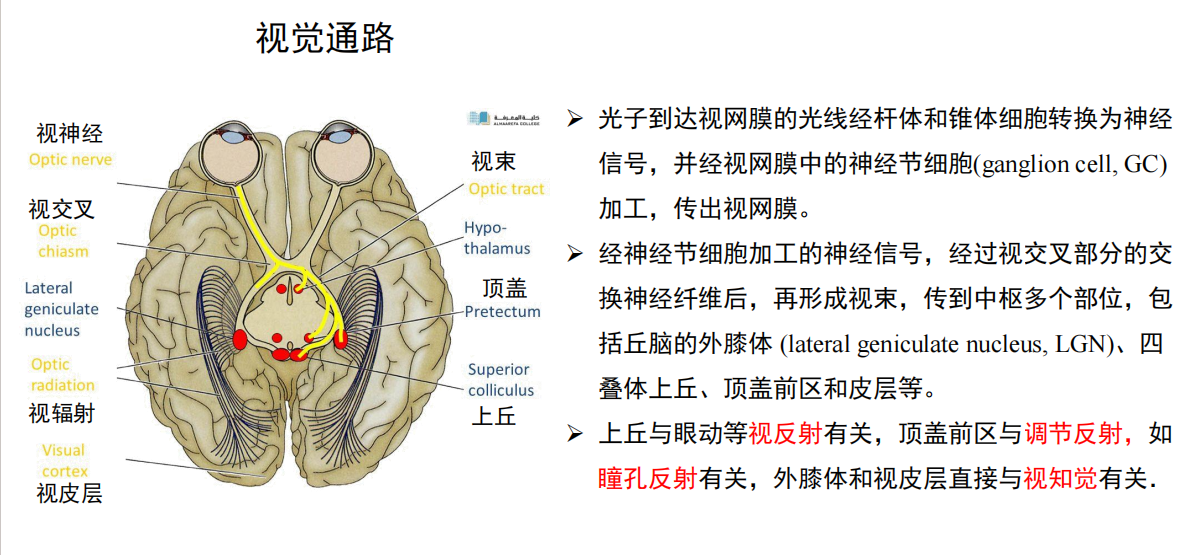 视觉通路
视神经
Optic nerve
视交叉
Optic
chiasm
Lateral
geniculate
nucleus
Optic
radiation
视辐射
Visual
cortex
视皮层
كلية المعرفة
ALMAAREFA COLLEGE
视束
Optic tract
Hypo-
thalamus
顶盖
Pretectum
Superior
colliculus
上丘
➢ 光子到达视网膜的光线经杆体和锥体细胞转换为神经
信号，并经视网膜中的神经节细胞(ganglion cell, GC)
加工，传出视网膜。
➢ 经神经节细胞加工的神经信号，经过视交叉部分的交
换神经纤维后，再形成视束，传到中枢多个部位，包
括丘脑的外膝体 (lateral geniculate nucleus, LGN)、四
叠体上丘、顶盖前区和皮层等。
➢ 上丘与眼动等视反射有关，顶盖前区与调节反射，如
瞳孔反射有关，外膝体和视皮层直接与视知觉有关.